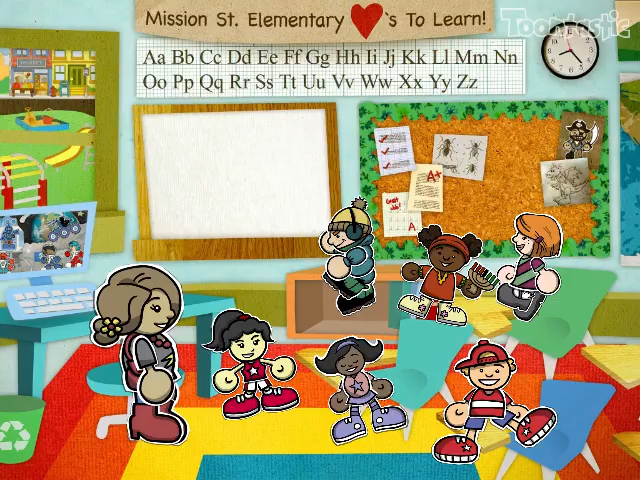 Mission St. Elementary ❤`s To Learn!
Toontastic
Aa Bb Cc Dd Ee Ff Gg Hh Ii Jj Kk Ll Mm Nn
Oo Pp Qq Rr Ss Tt Uu Vv Ww Xx Yy Zz
A+
A